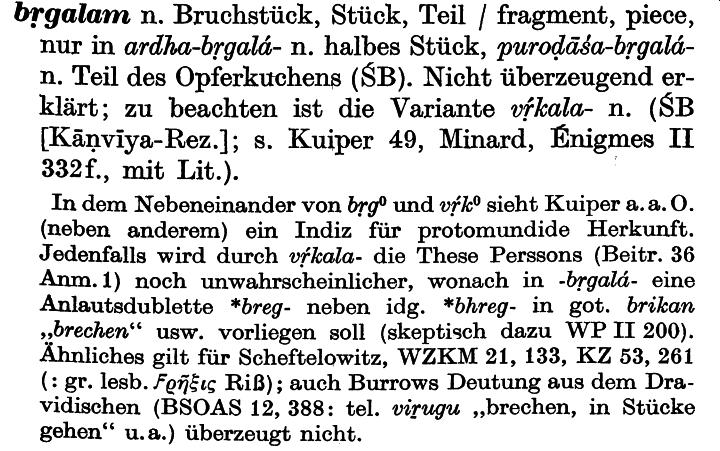 bṛgalam n. Bruchstück, Stück, Teil / fragment, piece,
nur in ardha-bṛgalá- n. halbes Stück, puroḍāśa-bṛgalá-
n. Teil des Opferkuchens (ŚB). Nicht überzeugend er-
klärt; zu beachten ist die Variante vṛ́kala- n. (ŚB
[Kāṇvīya-Rez.]; s. Kuiper 49, Minard, Énigmes II
332f., mit Lit.).
In dem Nebeneinander von bṛg⁰ und vṛ́k⁰ sieht Kuiper a. a. O.
(neben anderem) ein Indiz für protomundide Herkunft.
Jedenfalls wird durch vṛ́kala- die These Perssons (Beitr. 36
Anm. 1) noch unwahrscheinlicher, wonach in -bṛgalá- eine
Anlautsdublette *breg- neben idg. *bhreg- in got. brikan
„brechen“ usw. vorliegen soll (skeptisch dazu WP II 200).
Ähnliches gilt für Scheftelowitz, WZKM 21, 133, KZ 53, 261
(: gr. lesb. ϝρῆξις Riß); auch Burrows Deutung aus dem Dra-
vidischen (BSOAS 12, 388: tel. viṟugu „brechen, in Stücke
gehen“ u. a.) überzeugt nicht.